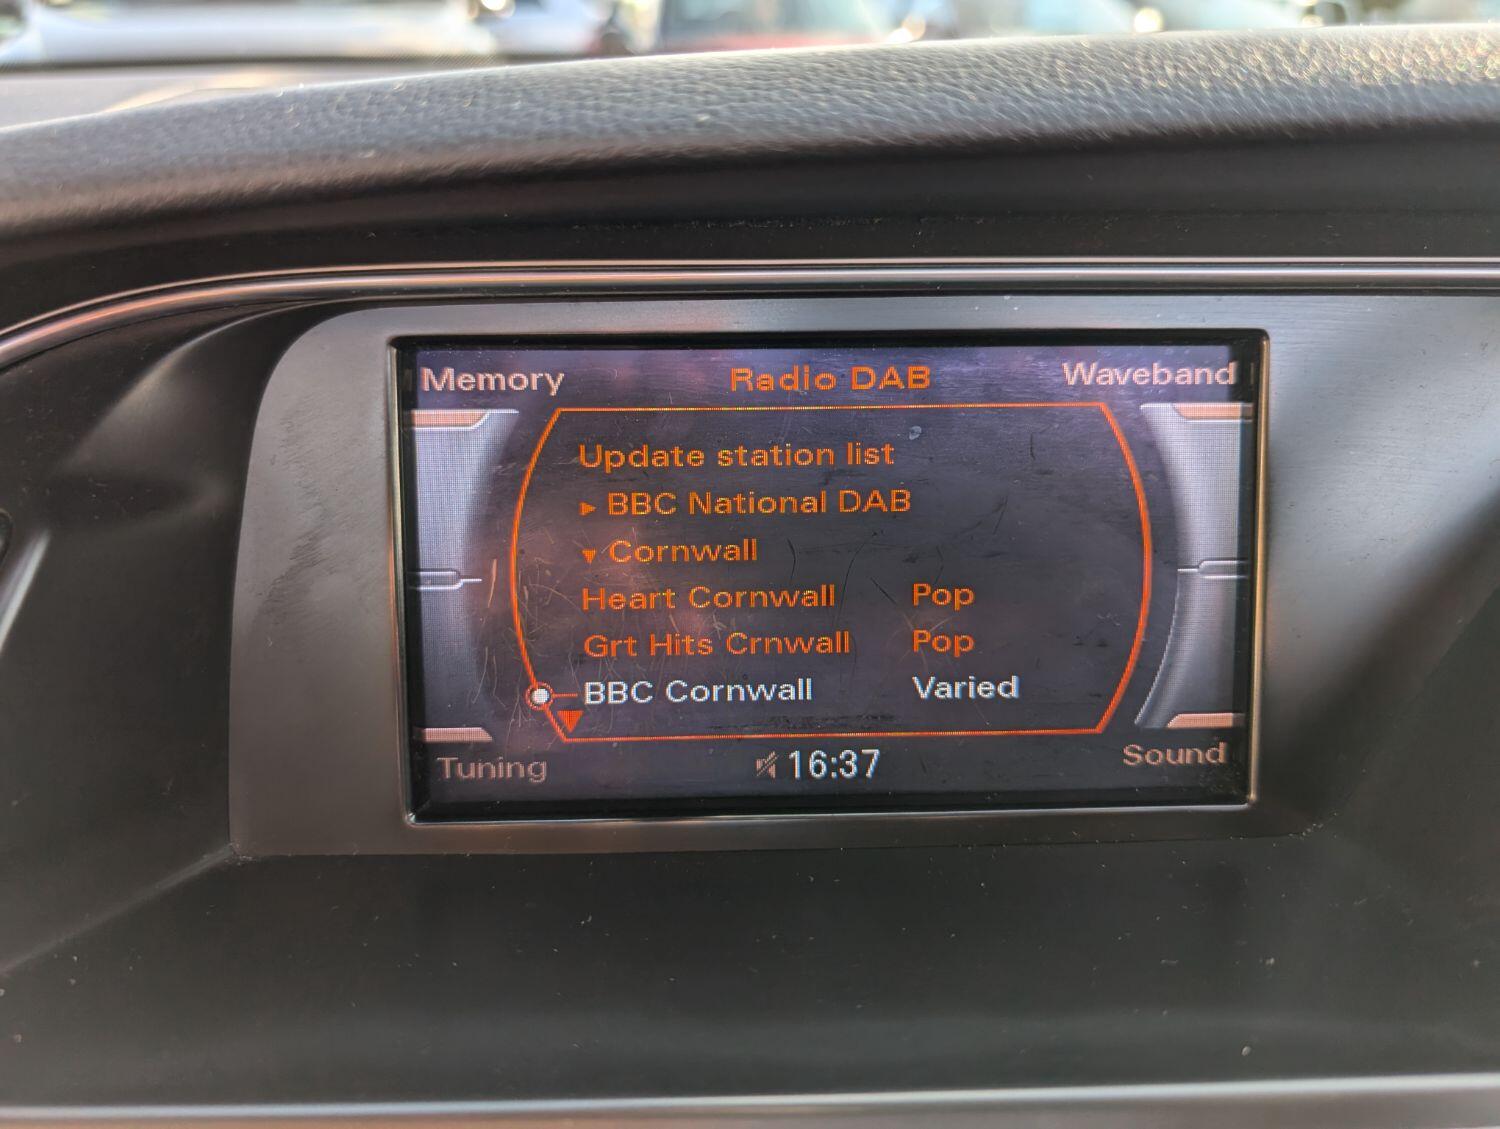 Memory
Radio DAB
Waveband
Update station list
BBC National DAB
Cornwall
Heart Cornwall Pop
Grt Hits Crnwall Pop
BBC Cornwall Varied
Tuning
16:37
Sound